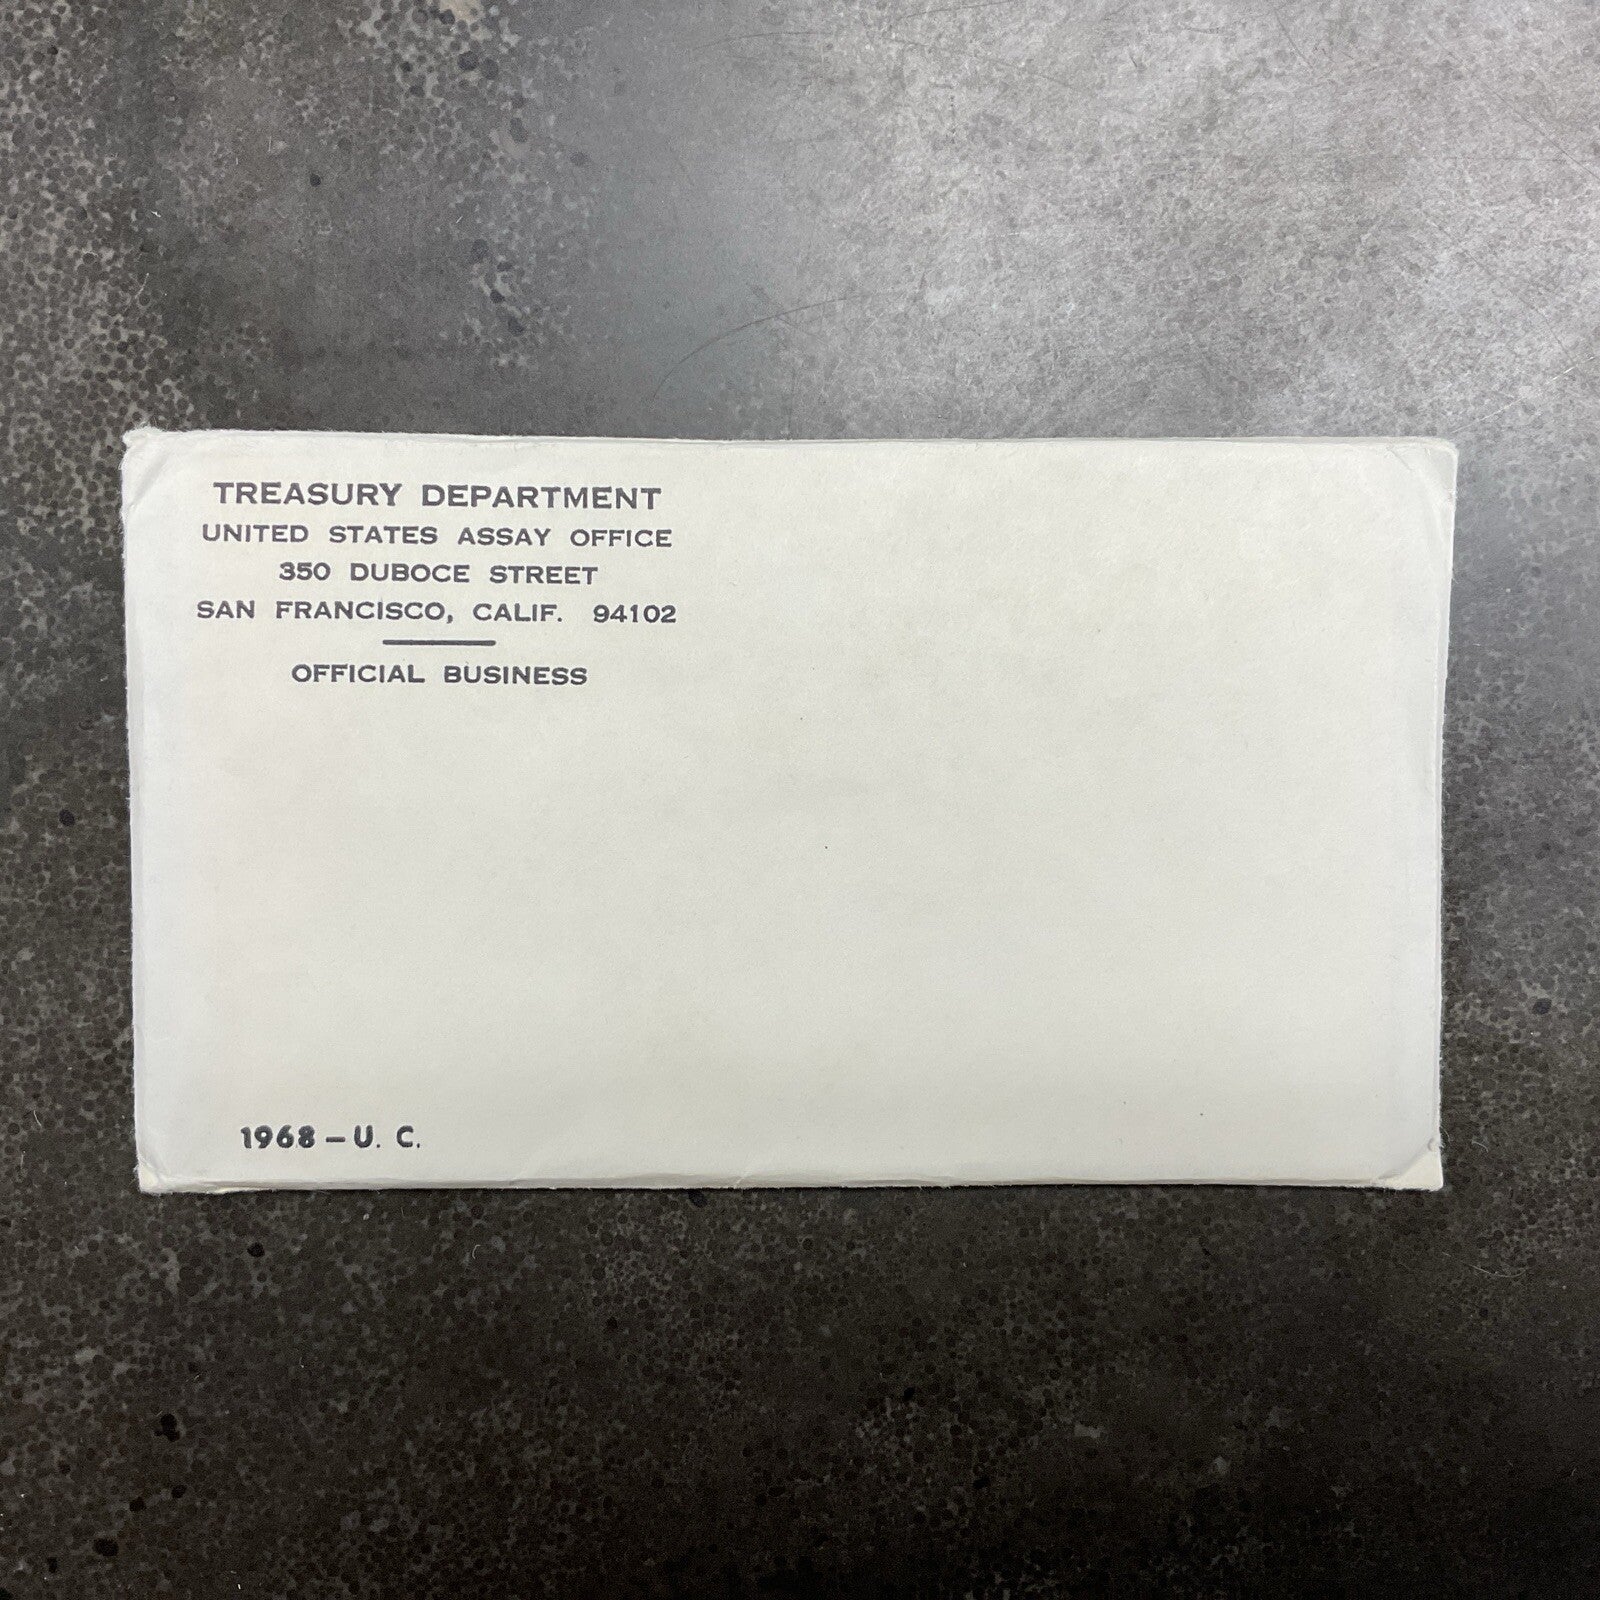 TREASURY DEPARTMENT
UNITED STATES ASSAY OFFICE
350 DUBOCE STREET
SAN FRANCISCO, CALIF. 94102
OFFICIAL BUSINESS
1968 – U. C.